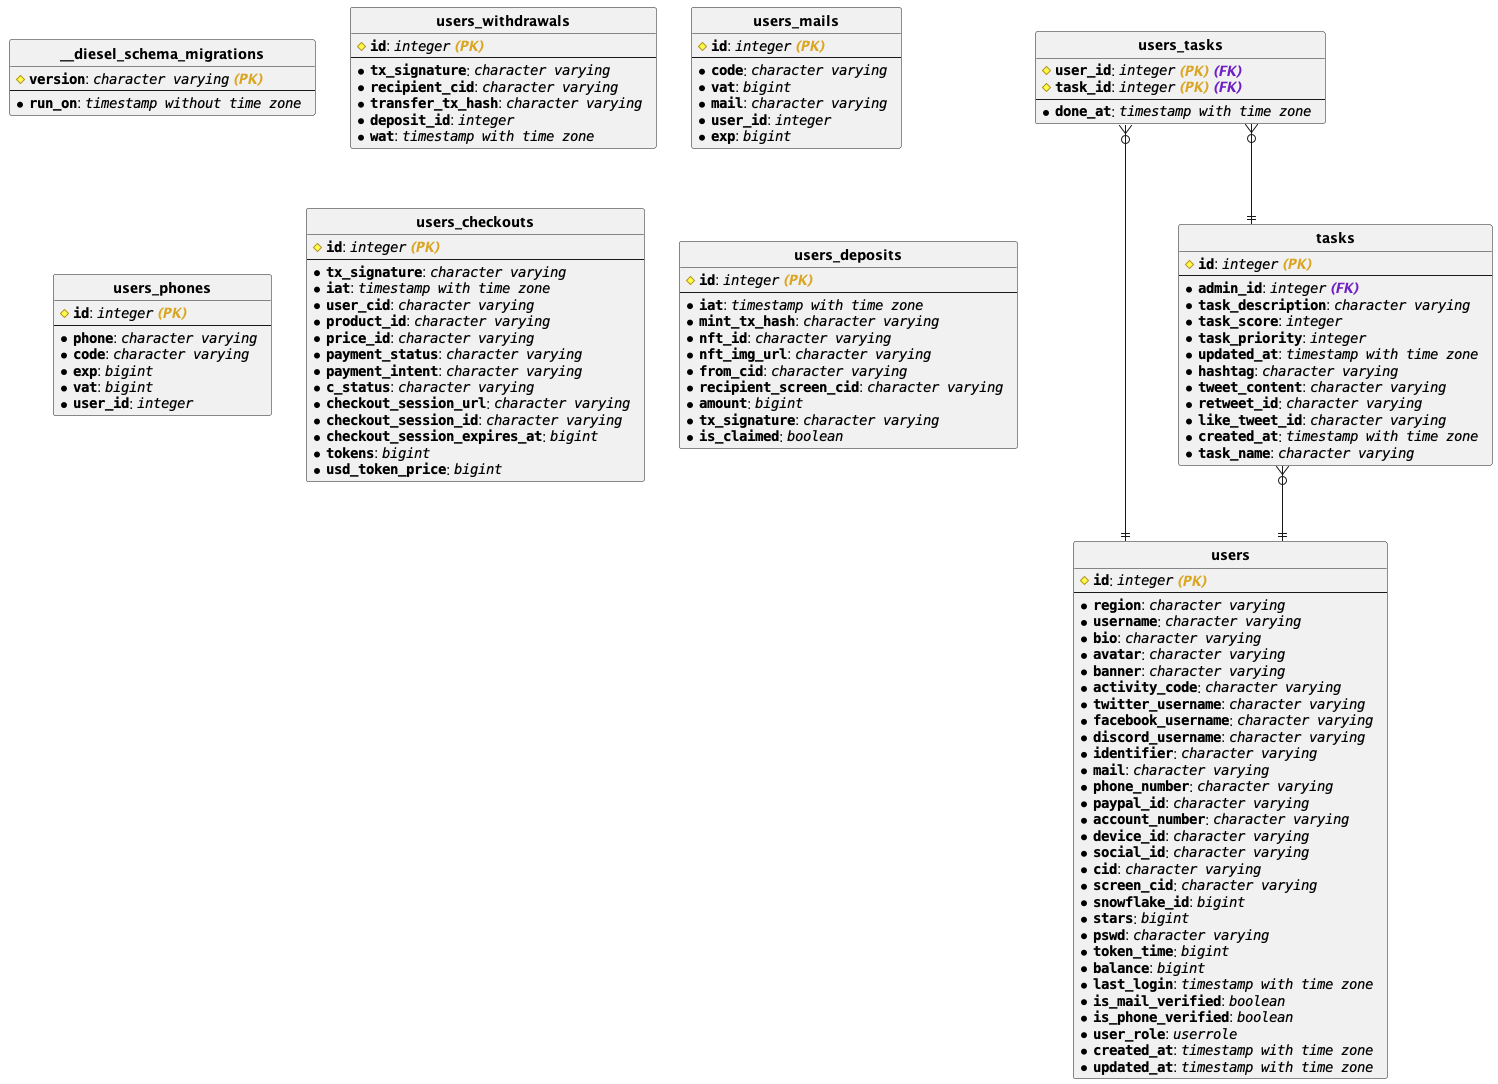 __diesel_schema_migrations
version: character varying (PK)
run_on: timestamp without time zone
users_withdrawals
id: integer (PK)
tx_signature: character varying
recipient_cid: character varying
transfer_tx_hash: character varying
deposit_id: integer
wat: timestamp with time zone
users_mails
id: integer (PK)
code: character varying
vat: bigint
mail: character varying
user_id: integer
exp: bigint
users_tasks
user_id: integer (PK) (FK)
task_id: integer (PK) (FK)
done_at: timestamp with time zone
users_phones
id: integer (PK)
phone: character varying
code: character varying
exp: bigint
vat: bigint
user_id: integer
users_checkouts
id: integer (PK)
tx_signature: character varying
iat: timestamp with time zone
user_cid: character varying
product_id: character varying
price_id: character varying
payment_status: character varying
payment_intent: character varying
c_status: character varying
checkout_session_url: character varying
checkout_session_id: character varying
checkout_session_expires_at: bigint
tokens: bigint
usd_token_price: bigint
users_deposits
id: integer (PK)
iat: timestamp with time zone
mint_tx_hash: character varying
nft_id: character varying
nft_img_url: character varying
from_cid: character varying
recipient_screen_cid: character varying
amount: bigint
tx_signature: character varying
is_claimed: boolean
tasks
id: integer (PK)
admin_id: integer (FK)
task_description: character varying
task_score: integer
task_priority: integer
updated_at: timestamp with time zone
hashtag: character varying
tweet_content: character varying
retweet_id: character varying
like_tweet_id: character varying
created_at: timestamp with time zone
task_name: character varying
users
id: integer (PK)
region: character varying
username: character varying
bio: character varying
avatar: character varying
banner: character varying
activity_code: character varying
twitter_username: character varying
facebook_username: character varying
discord_username: character varying
identifier: character varying
mail: character varying
phone_number: character varying
paypal_id: character varying
account_number: character varying
device_id: character varying
social_id: character varying
cid: character varying
screen_cid: character varying
snowflake_id: bigint
stars: bigint
pswd: character varying
token_time: bigint
balance: bigint
last_login: timestamp with time zone
is_mail_verified: boolean
is_phone_verified: boolean
user_role: userrole
created_at: timestamp with time zone
updated_at: timestamp with time zone